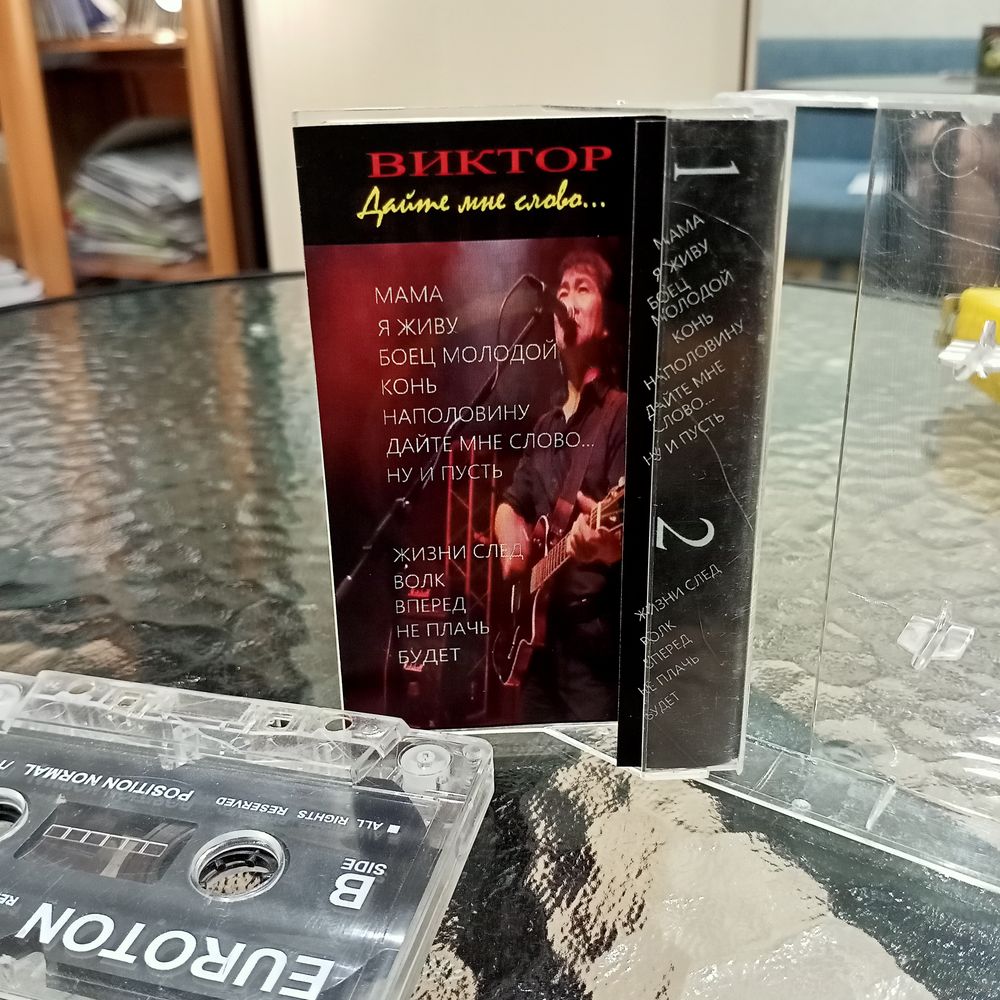 ВИКТОР
Дайте мне слово...
МАМА
Я ЖИВУ
БОЕЦ МОЛОДОЙ
КОНЬ
НАПОЛОВИНУ
ДАЙТЕ МНЕ СЛОВО...
НУ И ПУСТЬ
ЖИЗНИ СЛЕД
ВОЛК
ВПЕРЕД
НЕ ПЛАЧЬ
БУДЕТ
1
МАМА
Я ЖИВУ
БОЕЦ
МОЛОДОЙ
КОНЬ
НАПОЛОВИНУ
ДАЙТЕ МНЕ
СЛОВО...
НУ И ПУСТЬ
2
ЖИЗНИ СЛЕД
ВОЛК
ВПЕРЕД
НЕ ПЛАЧЬ
БУДЕТ
EUROTON
B
SIDE
■ ALL RIGHTS RESERVED
POSITION NORMAL